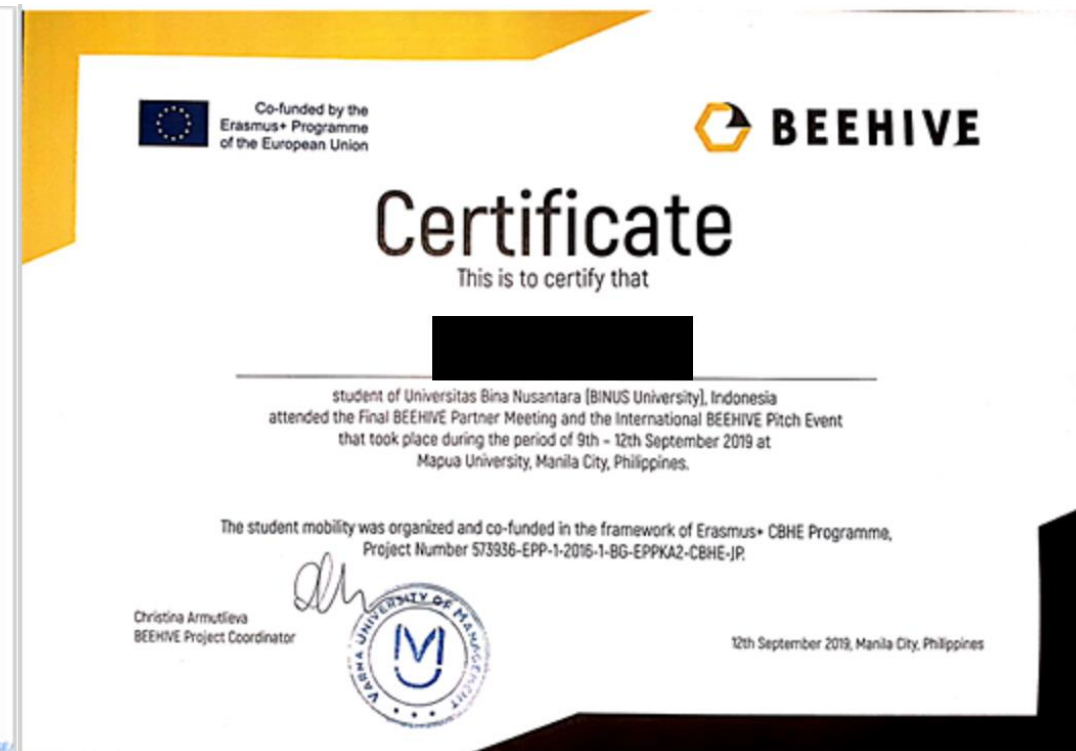 Co-funded by the
Erasmus+ Programme
of the European Union
BEEHIVE
Certificate
This is to certify that
student of Universitas Bina Nusantara (BINUS University), Indonesia
attended the Final BEEHIVE Partner Meeting and the International BEEHIVE Pitch Event
that took place during the period of 9th - 12th September 2019 at
Mapua University, Manila City, Philippines.
The student mobility was organized and co-funded in the framework of Erasmus+ CBHE Programme,
Project Number 573936-EPP-1-2016-1-BG-EPPKA2-CBHE-JP.
Christina Armutlieva
BEEHIVE Project Coordinator
VARNA UNIVERSITY OF MANAGEMENT
12th September 2019, Manila City, Philippines